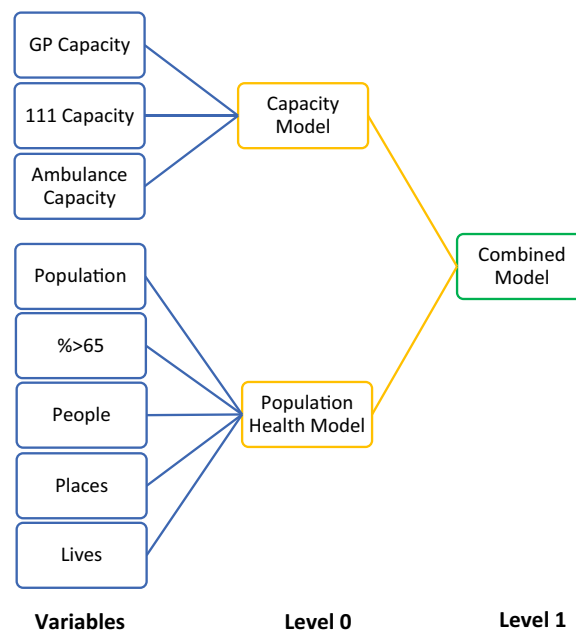 GP Capacity
111 Capacity
Ambulance
Capacity
Capacity
Model
Population
%>65
People
Places
Lives
Population
Health Model
Combined
Model
Variables
Level 0
Level 1